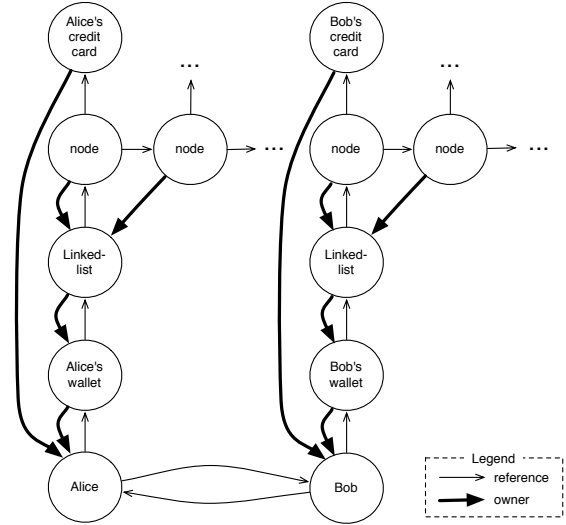 Alice's
credit
card
Bob's
credit
card
...
...
node
node
...
node
node
...
Linked-
list
Linked-
list
Alice's
wallet
Bob's
wallet
Alice
Bob
Legend
reference
owner